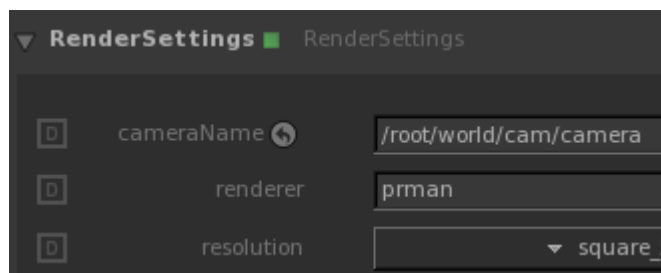 RenderSettings RenderSettings
D cameraName /root/world/cam/camera
D renderer prman
D resolution square_